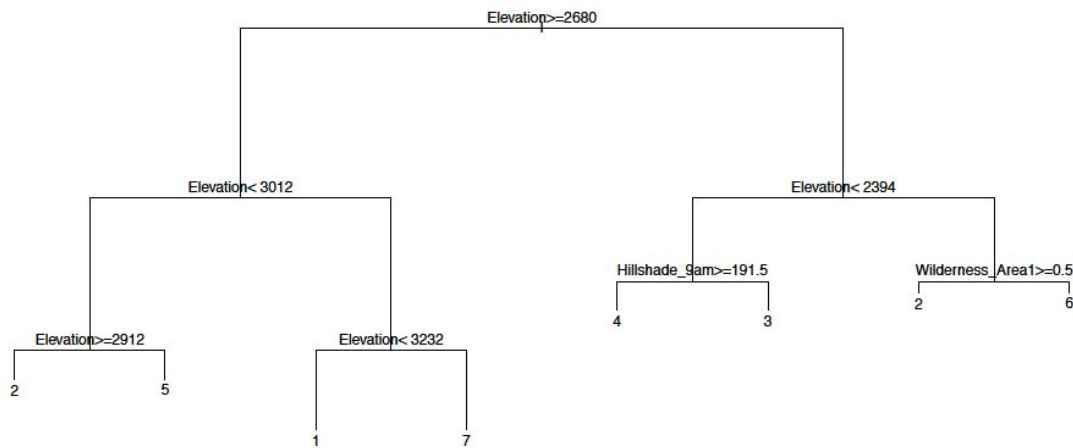 Elevation>=2680
Elevation< 3012
Elevation< 2394
Hillshade_9am>=191.5
Wilderness_Area1>=0.5
4
3
2
6
Elevation>=2912
Elevation< 3232
2
5
1
7